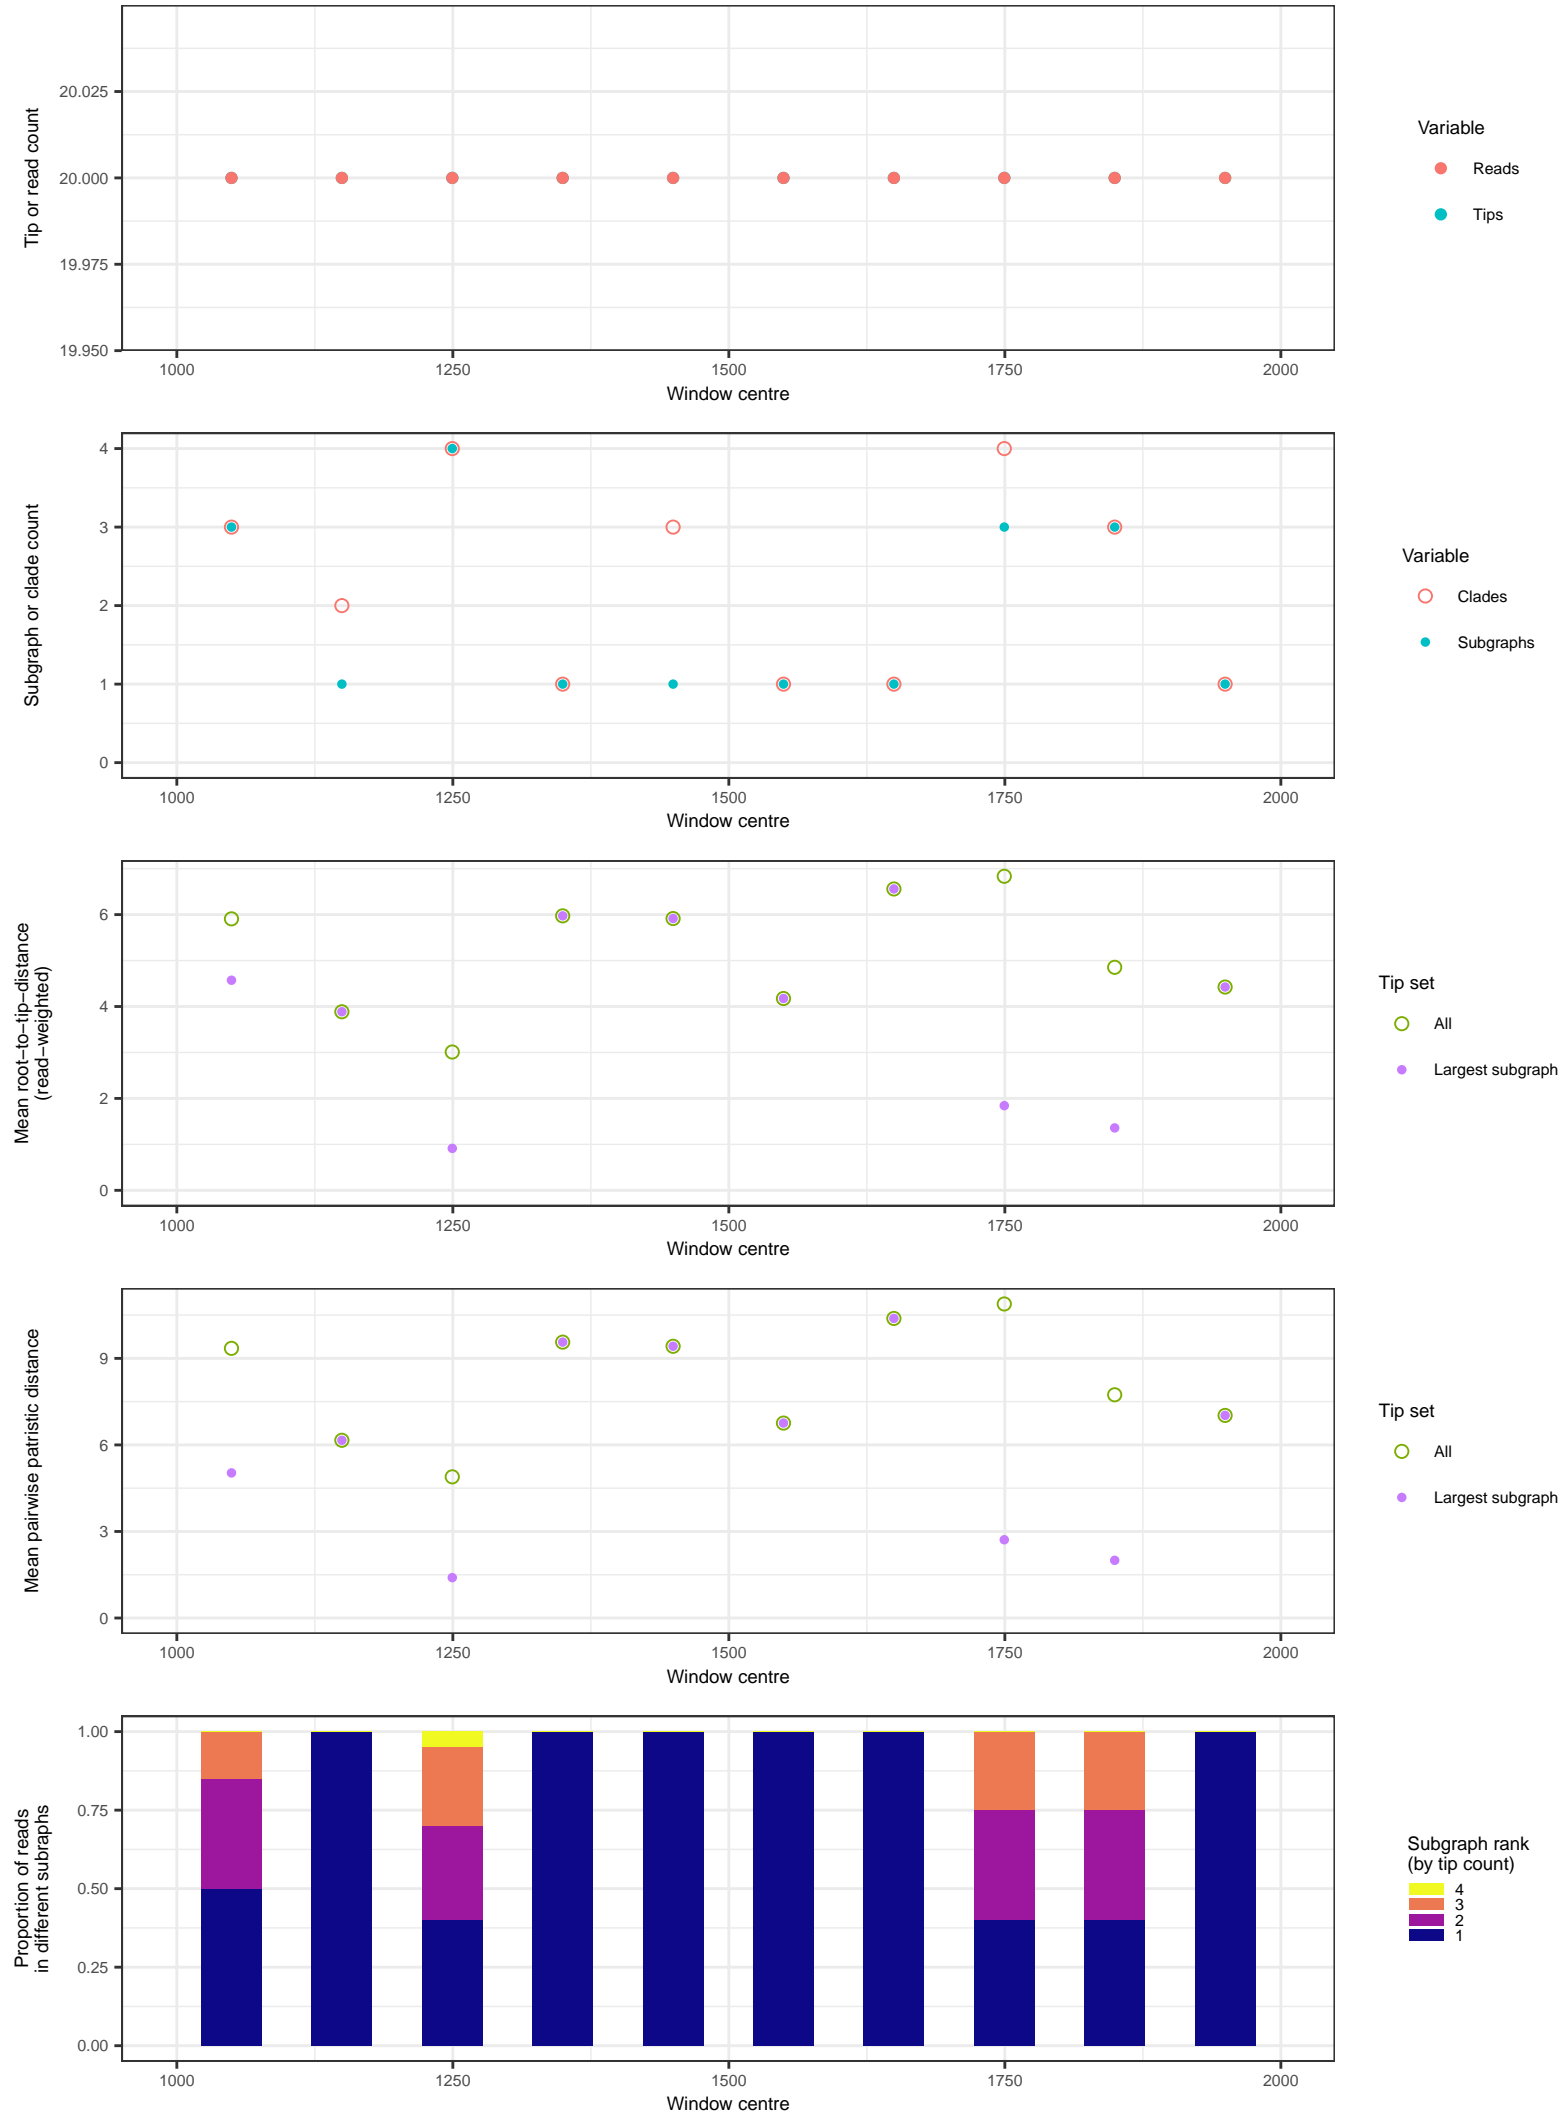 20.025
20.000
19.975
19.950
Tip or read count
1000 1250 1500 1750 2000
Window centre
Variable
Reads
Tips
4
3
2
1
0
Subgraph or clade count
1000 1250 1500 1750 2000
Window centre
Variable
Clades
Subgraphs
6
4
2
0
Mean root−to−tip−distance
(read−weighted)
1000 1250 1500 1750 2000
Window centre
Tip set
All
Largest subgraph
9
6
3
0
Mean pairwise patristic distance
1000 1250 1500 1750 2000
Window centre
Tip set
All
Largest subgraph
1.00
0.75
0.50
0.25
0.00
Proportion of reads
in different subraphs
1000 1250 1500 1750 2000
Window centre
Subgraph rank
(by tip count)
4
3
2
1